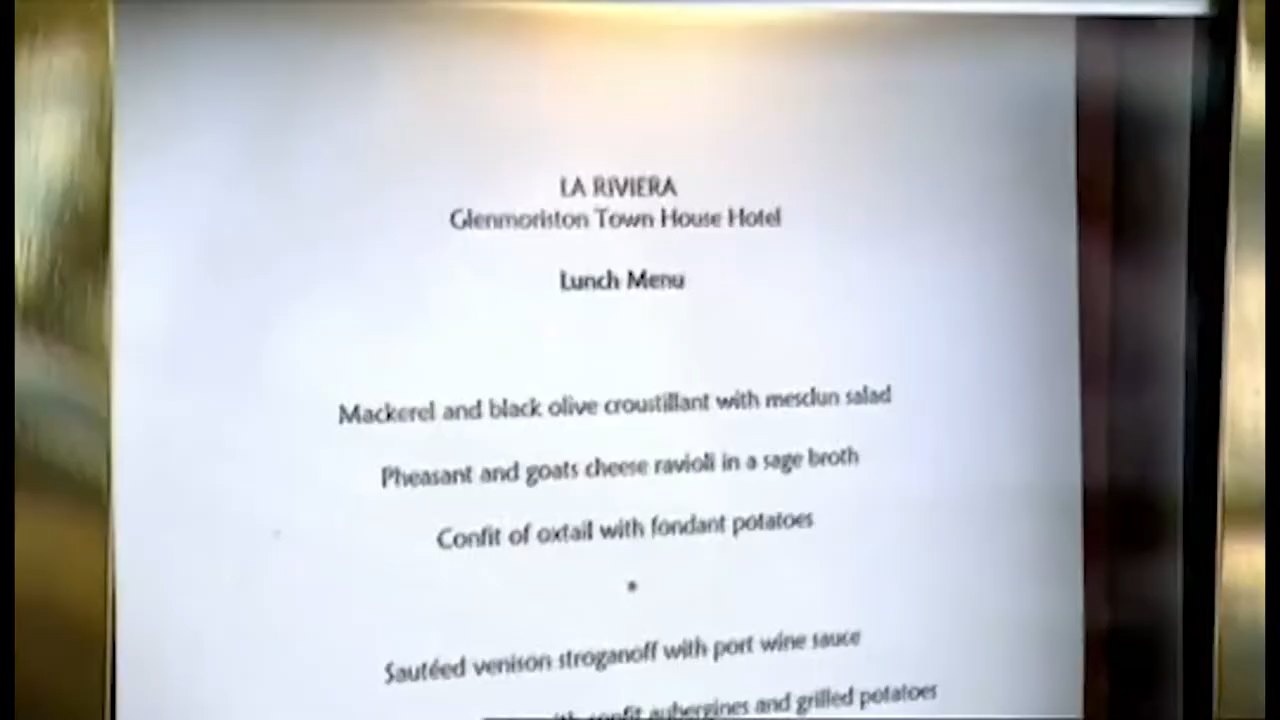 LA RIVIERA
Glenmoriston Town House Hotel
Lunch Menu
Mackerel and black olive croustillant with mesclun salad
Pheasant and goats cheese ravioli in a sage broth
Confit of oxtail with fondant potatoes
*
Sautéed venison stroganoff with port wine sauce
with confit aubergines and grilled potatoes